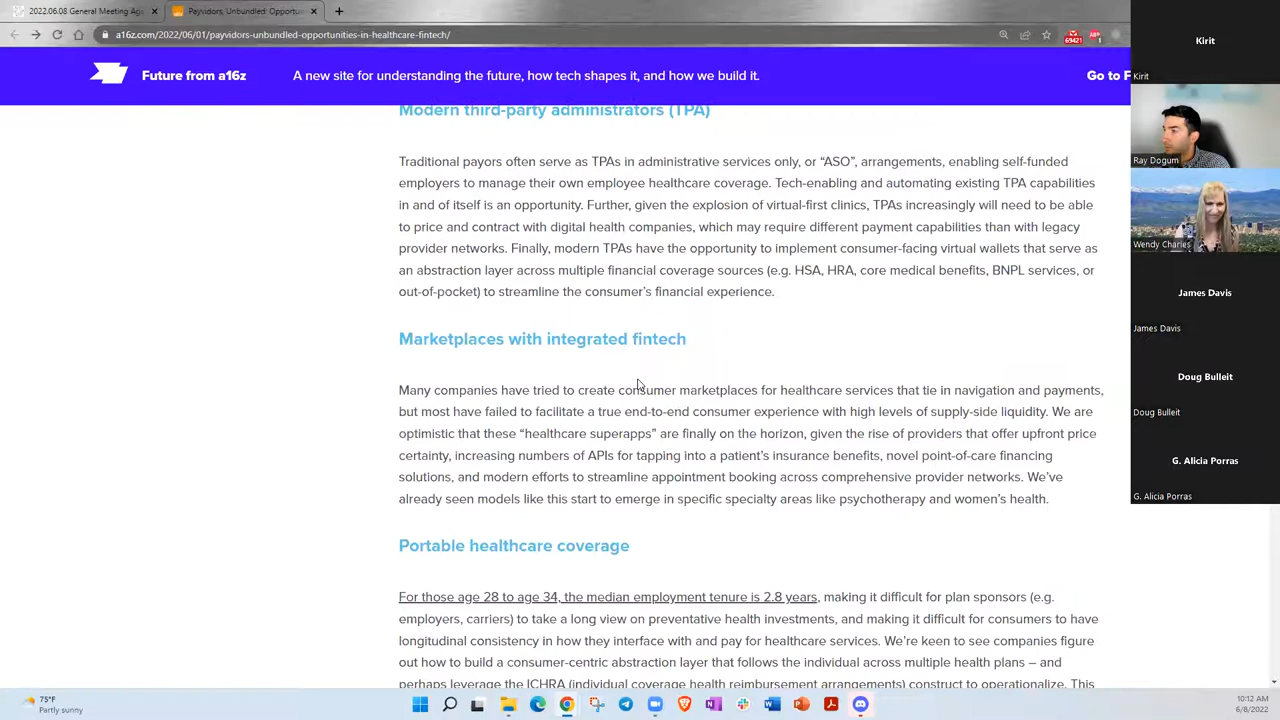 2022.06.08 General Meeting Age
Payvidors, Unbundled: Opportuni
a16z.com/2022/06/01/payvidors-unbundled-opportunities-in-healthcare-fintech/
69421
1
Future from a16z
A new site for understanding the future, how tech shapes it, and how we build it.
Go to F
Modern third-party administrators (TPA)
Traditional payors often serve as TPAs in administrative services only, or “ASO”, arrangements, enabling self-funded
employers to manage their own employee healthcare coverage. Tech-enabling and automating existing TPA capabilities
in and of itself is an opportunity. Further, given the explosion of virtual-first clinics, TPAs increasingly will need to be able
to price and contract with digital health companies, which may require different payment capabilities than with legacy
provider networks. Finally, modern TPAs have the opportunity to implement consumer-facing virtual wallets that serve as
an abstraction layer across multiple financial coverage sources (e.g. HSA, HRA, core medical benefits, BNPL services, or
out-of-pocket) to streamline the consumer’s financial experience.
Marketplaces with integrated fintech
Many companies have tried to create consumer marketplaces for healthcare services that tie in navigation and payments,
but most have failed to facilitate a true end-to-end consumer experience with high levels of supply-side liquidity. We are
optimistic that these “healthcare superapps” are finally on the horizon, given the rise of providers that offer upfront price
certainty, increasing numbers of APIs for tapping into a patient’s insurance benefits, novel point-of-care financing
solutions, and modern efforts to streamline appointment booking across comprehensive provider networks. We’ve
already seen models like this start to emerge in specific specialty areas like psychotherapy and women’s health.
Portable healthcare coverage
For those age 28 to age 34, the median employment tenure is 2.8 years, making it difficult for plan sponsors (e.g.
employers, carriers) to take a long view on preventative health investments, and making it difficult for consumers to have
longitudinal consistency in how they interface with and pay for healthcare services. We’re keen to see companies figure
out how to build a consumer-centric abstraction layer that follows the individual across multiple health plans – and
perhaps leverage the ICHRA (individual coverage health reimbursement arrangements) construct to operationalize. This
Kirit
Kirit
Ray Dogum
Wendy Charles
James Davis
James Davis
Doug Bulleit
Doug Bulleit
G. Alicia Porras
G. Alicia Porras
75°F
Partly sunny
10:12 AM
6/8/2022